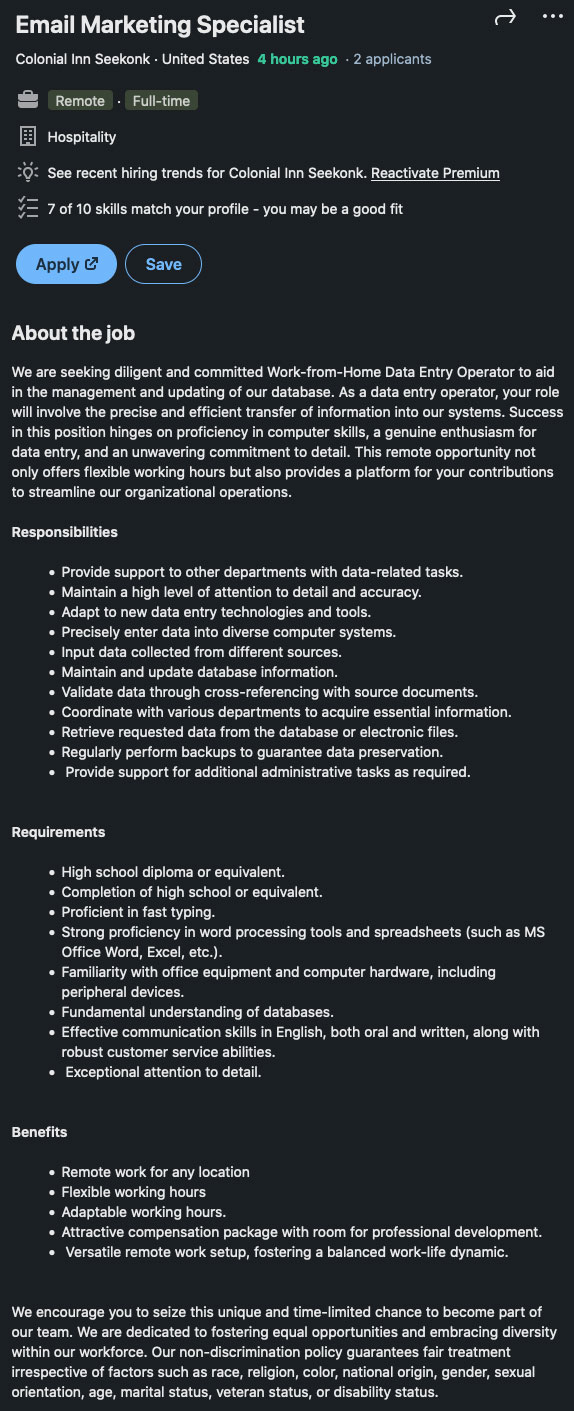 Email Marketing Specialist
Colonial Inn Seekonk · United States 4 hours ago · 2 applicants
Remote · Full-time
Hospitality
See recent hiring trends for Colonial Inn Seekonk. Reactivate Premium
7 of 10 skills match your profile - you may be a good fit
Apply
Save
About the job
We are seeking diligent and committed Work-from-Home Data Entry Operator to aid
in the management and updating of our database. As a data entry operator, your role
will involve the precise and efficient transfer of information into our systems. Success
in this position hinges on proficiency in computer skills, a genuine enthusiasm for
data entry, and an unwavering commitment to detail. This remote opportunity not
only offers flexible working hours but also provides a platform for your contributions
to streamline our organizational operations.
Responsibilities
• Provide support to other departments with data-related tasks.
• Maintain a high level of attention to detail and accuracy.
• Adapt to new data entry technologies and tools.
• Precisely enter data into diverse computer systems.
• Input data collected from different sources.
• Maintain and update database information.
• Validate data through cross-referencing with source documents.
• Coordinate with various departments to acquire essential information.
• Retrieve requested data from the database or electronic files.
• Regularly perform backups to guarantee data preservation.
• Provide support for additional administrative tasks as required.
Requirements
• High school diploma or equivalent.
• Completion of high school or equivalent.
• Proficient in fast typing.
• Strong proficiency in word processing tools and spreadsheets (such as MS
Office Word, Excel, etc.).
• Familiarity with office equipment and computer hardware, including
peripheral devices.
• Fundamental understanding of databases.
• Effective communication skills in English, both oral and written, along with
robust customer service abilities.
• Exceptional attention to detail.
Benefits
• Remote work for any location
• Flexible working hours
• Adaptable working hours.
• Attractive compensation package with room for professional development.
• Versatile remote work setup, fostering a balanced work-life dynamic.
We encourage you to seize this unique and time-limited chance to become part of
our team. We are dedicated to fostering equal opportunities and embracing diversity
within our workforce. Our non-discrimination policy guarantees fair treatment
irrespective of factors such as race, religion, color, national origin, gender, sexual
orientation, age, marital status, veteran status, or disability status.